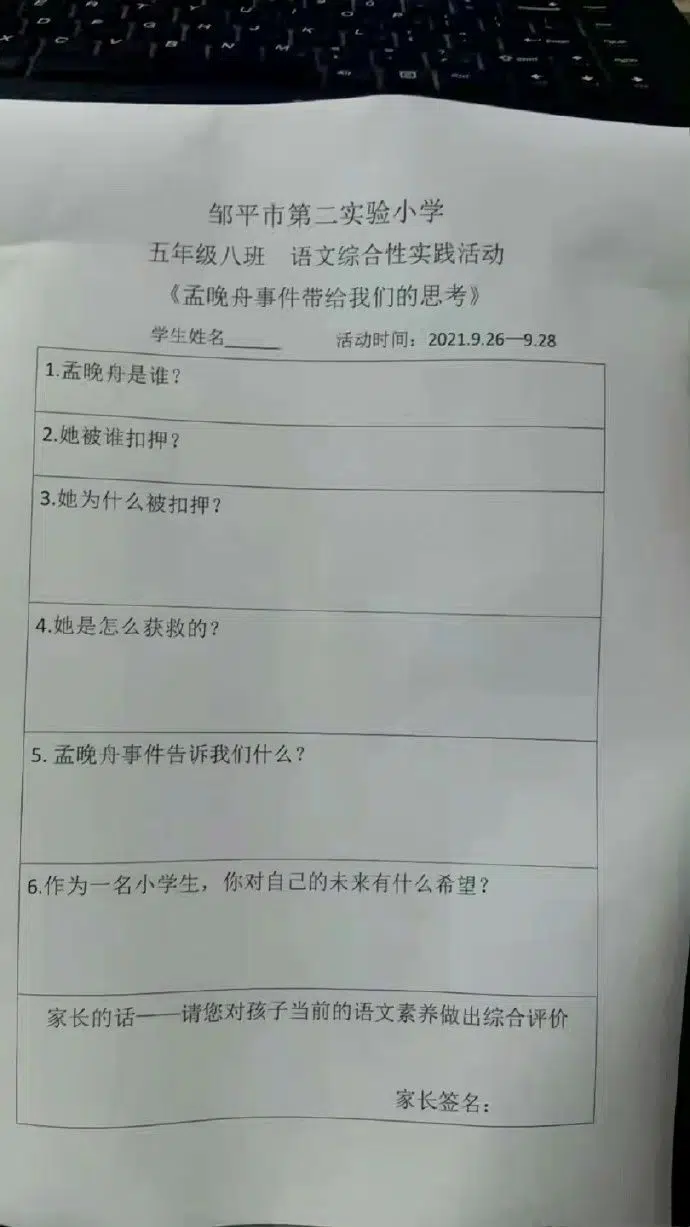 邹平市第二实验小学
五年级八班 语文综合性实践活动
《孟晚舟事件带给我们的思考》
学生姓名______ 活动时间：2021.9.26—9.28
1.孟晚舟是谁？
2.她被谁扣押？
3.她为什么被扣押？
4.她是怎么获救的？
5. 孟晚舟事件告诉我们什么？
6.作为一名小学生，你对自己的未来有什么希望？
家长的话——请您对孩子当前的语文素养做出综合评价
家长签名：